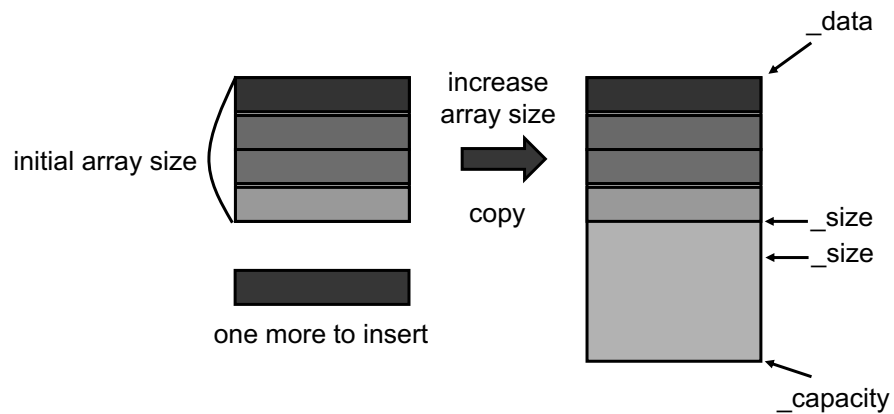 _data
increase
array size
initial array size
copy
_size
_size
one more to insert
_capacity